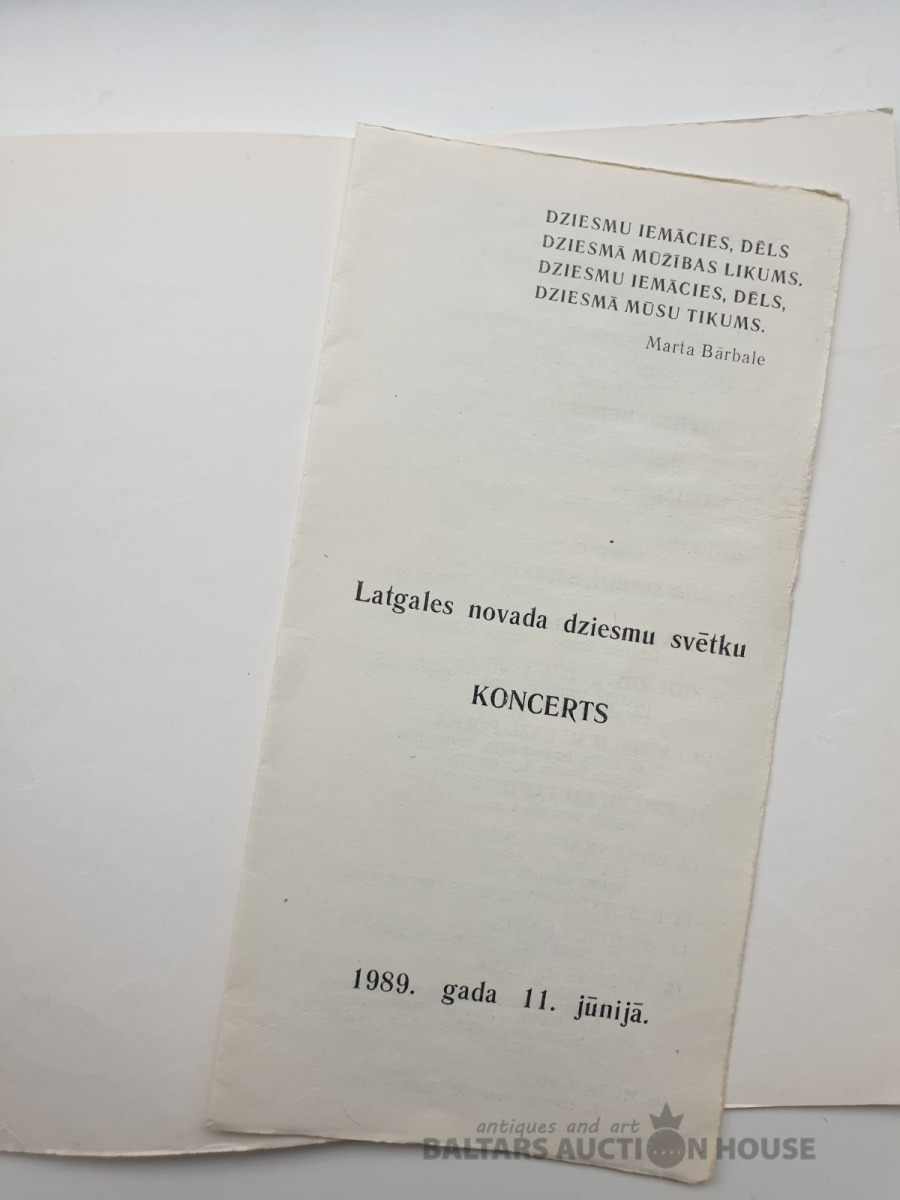 DZIESMU IEMĀCIES, DĒLS
DZIESMĀ MŪŽĪBAS LIKUMS.
DZIESMU IEMĀCIES, DĒLS,
DZIESMĀ MŪSU TIKUMS.
Marta Bārbale
Latgales novada dziesmu svētku
KONCERTS
1989. gada 11. jūnijā.
antiques and art
BALTARS AUCTION HOUSE